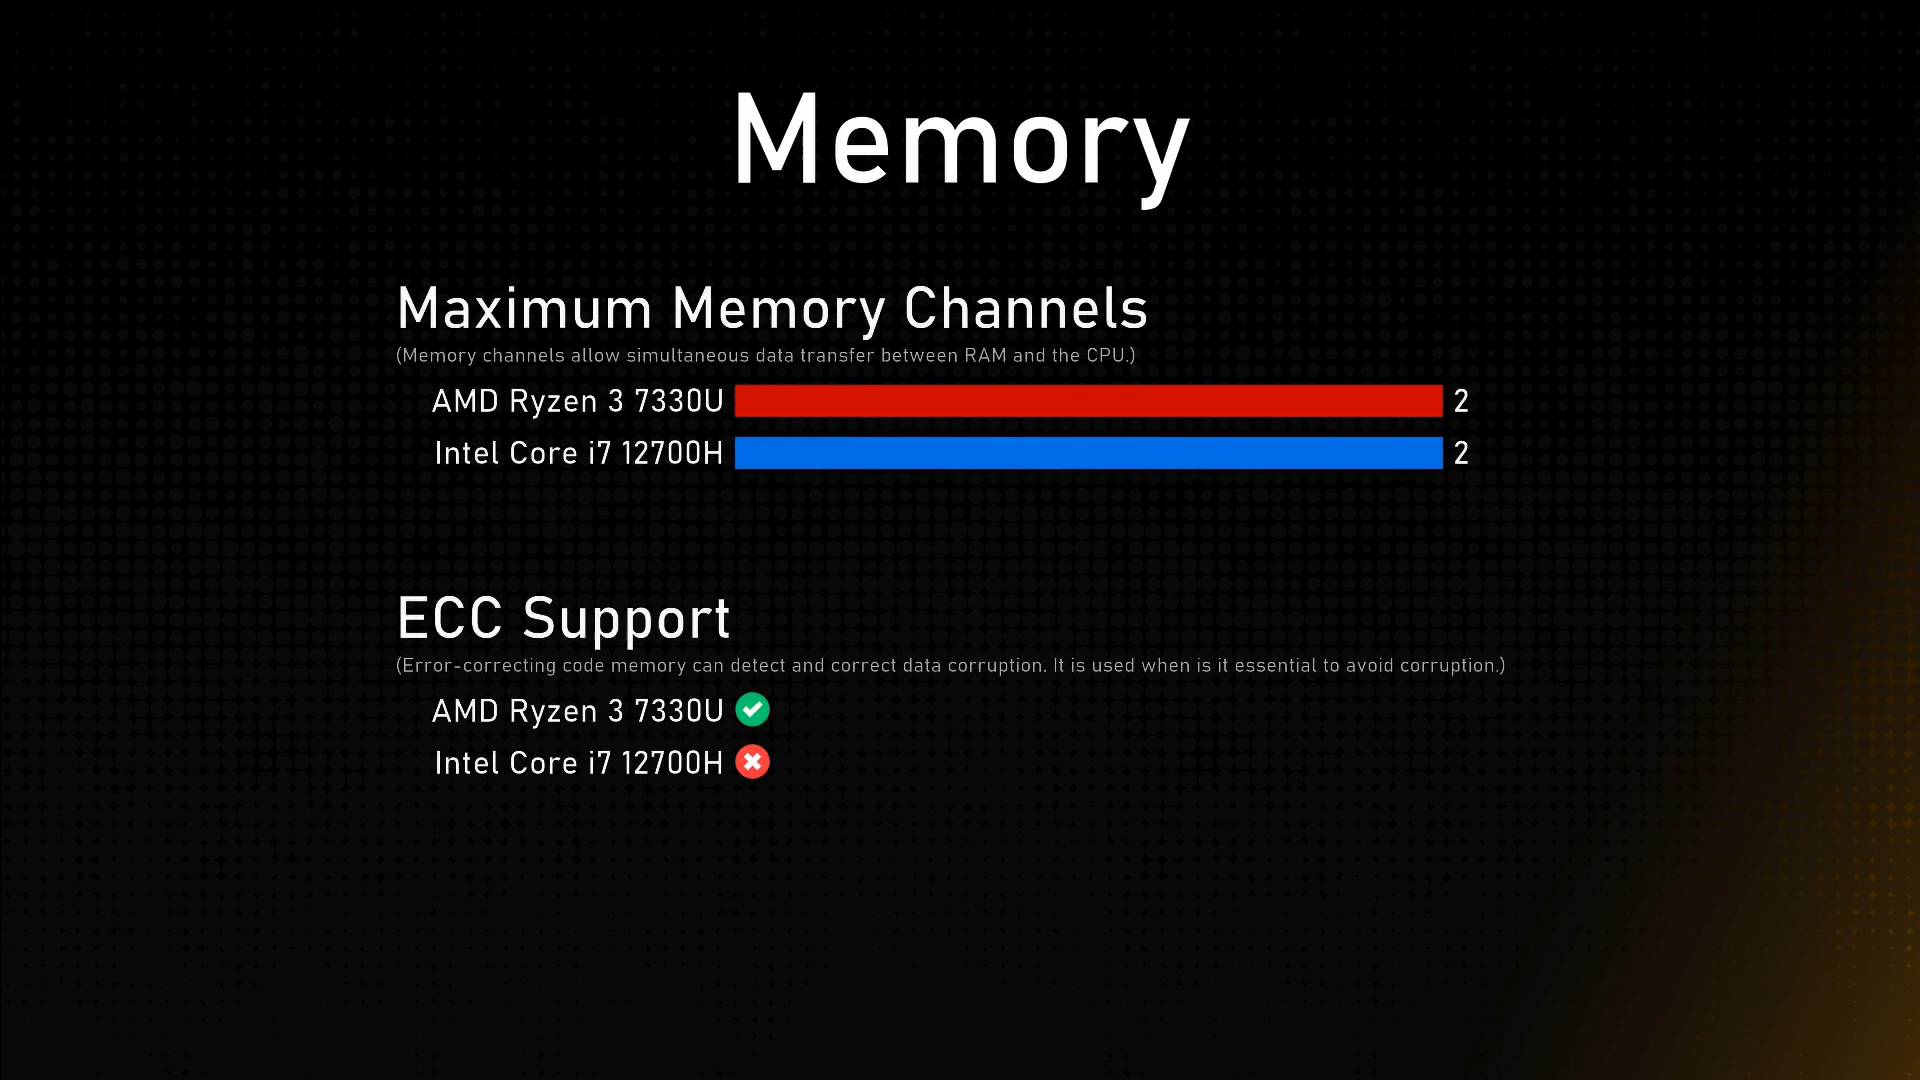 Memory
Maximum Memory Channels
(Memory channels allow simultaneous data transfer between RAM and the CPU.)
AMD Ryzen 3 7330U 2
Intel Core i7 12700H 2
ECC Support
(Error-correcting code memory can detect and correct data corruption. It is used when is it essential to avoid corruption.)
AMD Ryzen 3 7330U
Intel Core i7 12700H